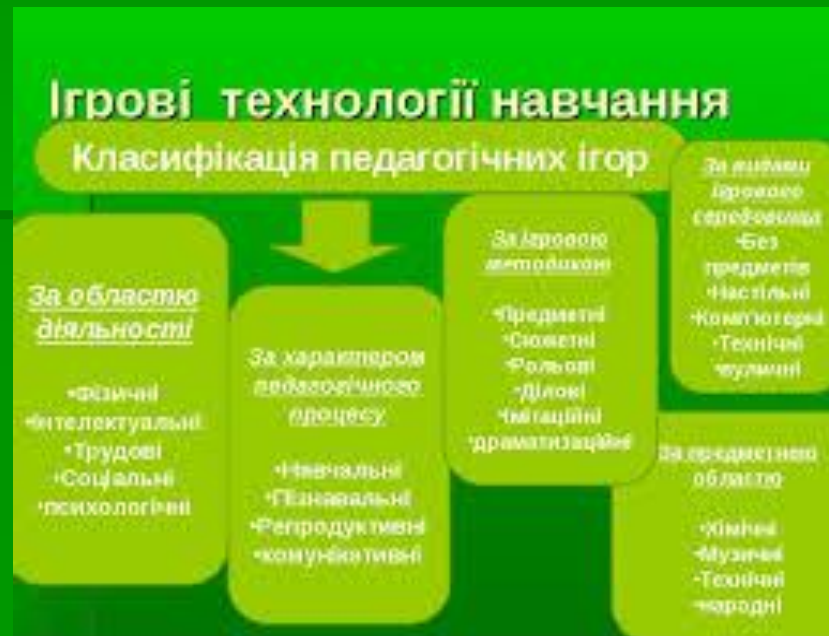 Ігрові технології навчання
Класифікація педагогічних ігор
За областю
діяльності
•Фізичні
•Інтелектуальні
•Трудові
•Соціальні
•психологічні
За характером
педагогічного
процесу
•Навчальні
•Пізнавальні
•Репродуктивні
•комунікативні
За ігровою
методикою
•Предметні
•Сюжетні
•Рольові
•Ділові
•Імітаційні
•драматизаційні
За видами
ігрового
середовища
•Без
предметів
•Настільні
•Комп'ютерні
•Технічні
•вуличні
За предметною
областю
•Хімічні
•Музичні
•Технічні
•народні